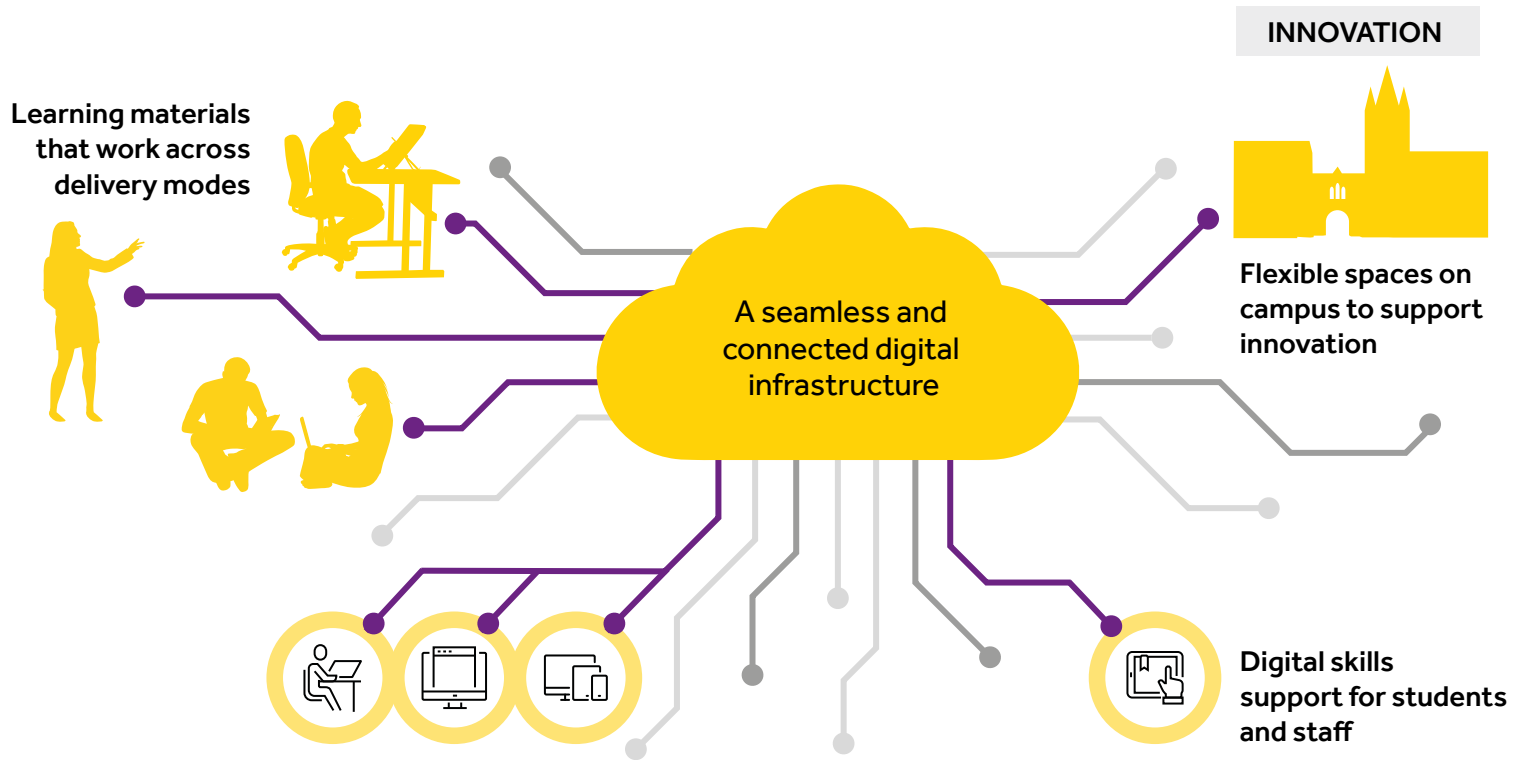 INNOVATION
Learning materials
that work across
delivery modes
A seamless and
connected digital
infrastructure
Flexible spaces on
campus to support
innovation
Digital skills
support for students
and staff